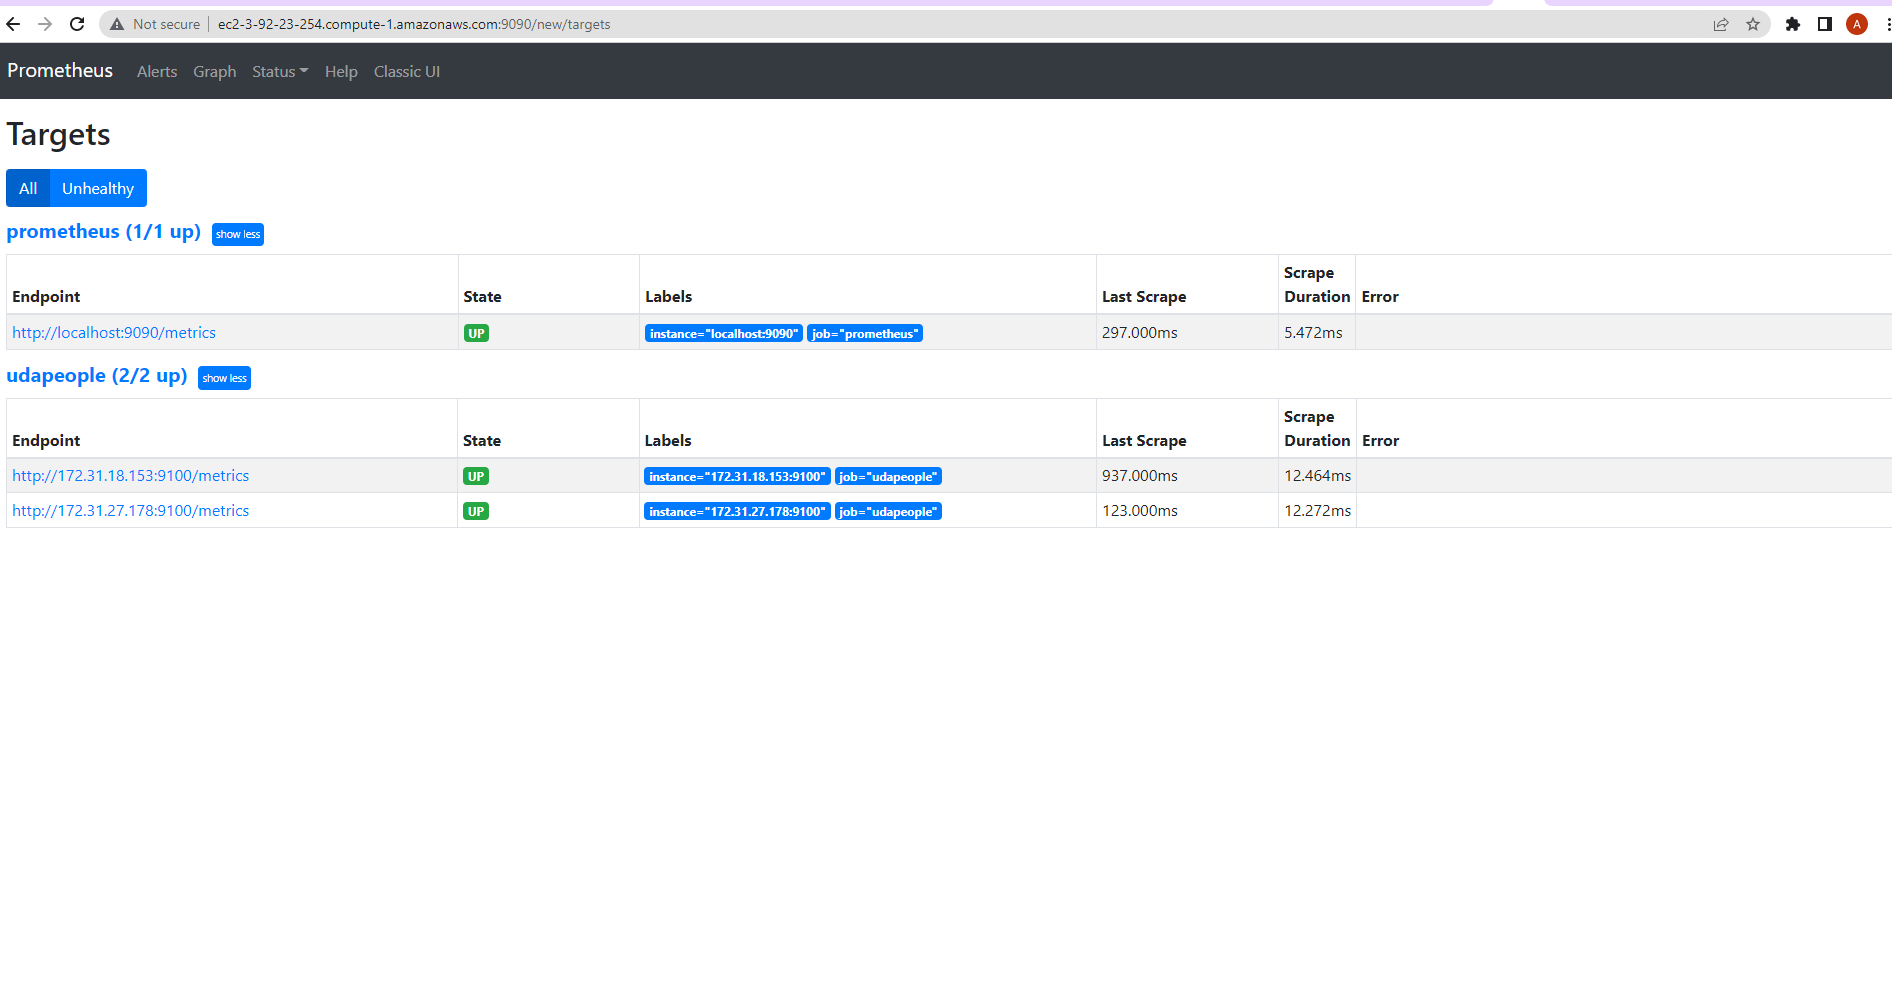 Not secure | ec2-3-92-23-254.compute-1.amazonaws.com:9090/new/targets A
Prometheus Alerts Graph Status Help Classic UI
Targets
All Unhealthy
prometheus (1/1 up) show less
Endpoint State Labels Last Scrape Scrape Duration Error
http://localhost:9090/metrics UP instance="localhost:9090" job="prometheus" 297.000ms 5.472ms
udapeople (2/2 up) show less
Endpoint State Labels Last Scrape Scrape Duration Error
http://172.31.18.153:9100/metrics UP instance="172.31.18.153:9100" job="udapeople" 937.000ms 12.464ms
http://172.31.27.178:9100/metrics UP instance="172.31.27.178:9100" job="udapeople" 123.000ms 12.272ms